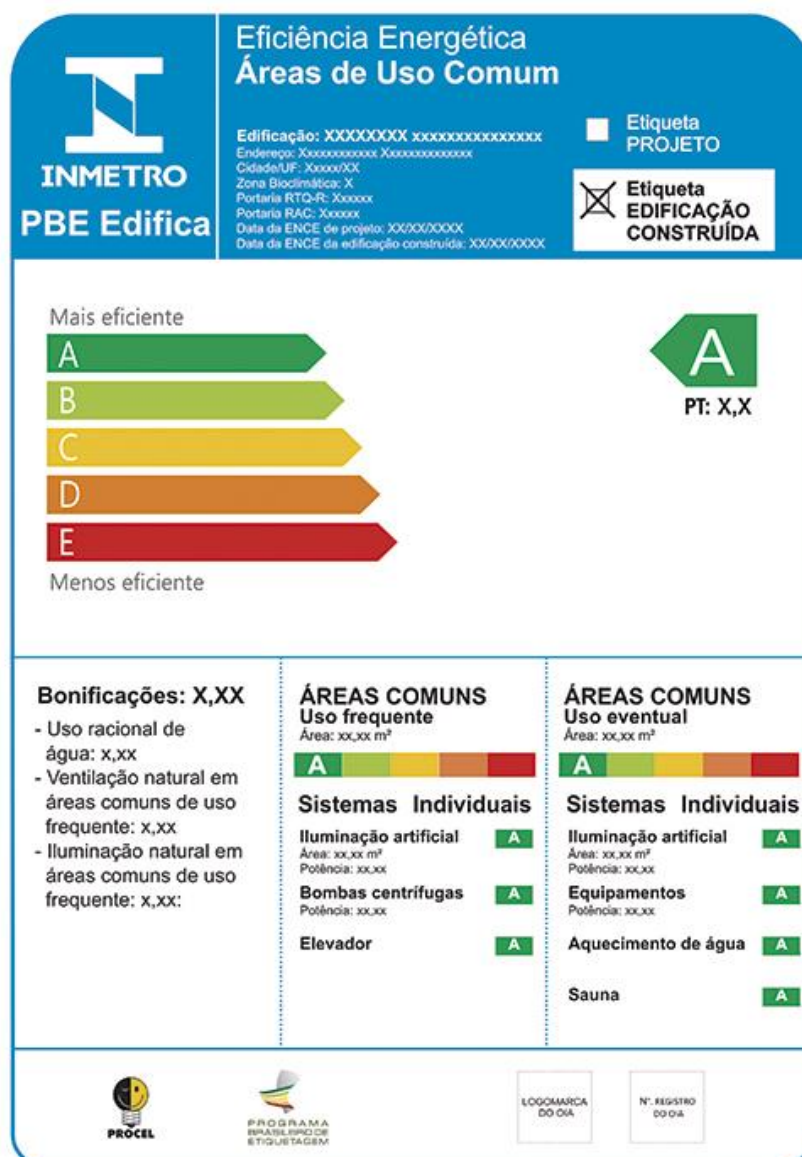 INMETRO
PBE Edifica
Eficiência Energética
Áreas de Uso Comum
Edificação: XXXXXXXX xxxxxxxxxxxxxxx
Endereço: Xxxxxxxxxxxx Xxxxxxxxxxxxxx
Cidade/UF: Xxxxx/XX
Zona Bioclimática: X
Portaria RTQ-R: Xxxxxx
Portaria RAC: Xxxxxx
Data da ENCE de projeto: XX/XX/XXXX
Data da ENCE da edificação construída: XX/XX/XXXX
Etiqueta
PROJETO
Etiqueta
EDIFICAÇÃO
CONSTRUÍDA
Mais eficiente
A
B
C
D
E
Menos eficiente
A
PT: X,X
Bonificações: X,XX
- Uso racional de
água: x,xx
- Ventilação natural em
áreas comuns de uso
frequente: x,xx
- Iluminação natural em
áreas comuns de uso
frequente: x,xx:
ÁREAS COMUNS
Uso frequente
Área: xx,xx m²
A
Sistemas Individuais
Iluminação artificial A
Área: xx,xx m²
Potência: xx,xx
Bombas centrífugas A
Potência: xx,xx
Elevador A
ÁREAS COMUNS
Uso eventual
Área: xx,xx m²
A
Sistemas Individuais
Iluminação artificial A
Área: xx,xx m²
Potência: xx,xx
Equipamentos A
Potência: xx,xx
Aquecimento de água A
Sauna A
PROCEL
PROGRAMA
BRASILEIRO DE
ETIQUETAGEM
LOGOMARCA
DO OIA
Nº. REGISTRO
DO OIA